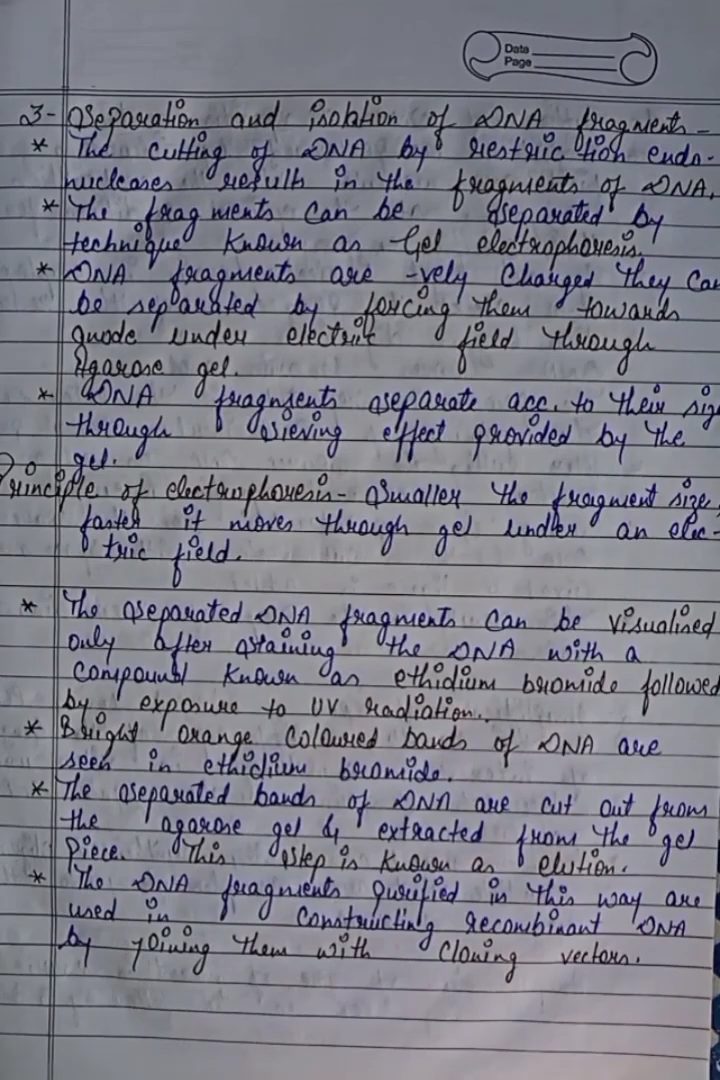 Date
Page
3- Separation and isolation of DNA fragments -
* The cutting of DNA by restriction endo-
nucleases results in the fragments of DNA.
* The fragments can be separated by
technique known as Gel electrophoresis.
* DNA fragments are -vely charged they can
be separated by forcing them towards
anode under electric field through
Agarose gel.
* DNA fragments separate acc. to their size
through sieving effect provided by the
gel.
Principle of electrophoresis - Smaller the fragment size,
faster it moves through gel under an elec-
tric field.
* The separated DNA fragments can be visualised
only after staining the DNA with a
compound known as ethidium bromide followed
by exposure to UV radiation.
* Bright orange coloured bands of DNA are
seen in ethidium bromide.
* The separated bands of DNA are cut out from
the agarose gel & extracted from the gel
piece. This step is known as elution.
* The DNA fragments purified in this way are
used in constructing recombinant DNA
by joining them with cloning vectors.